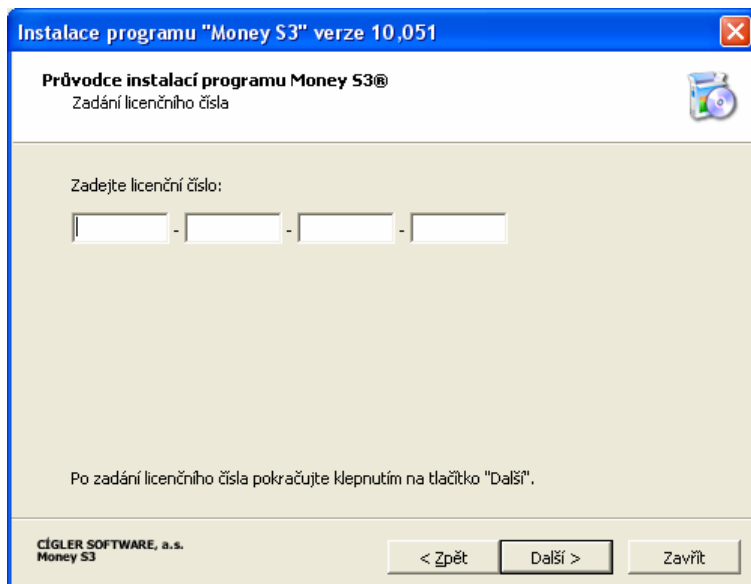 Instalace programu "Money S3" verze 10,051
Průvodce instalací programu Money S3®
Zadání licenčního čísla
Zadejte licenční číslo:
- - -
Po zadání licenčního čísla pokračujte klepnutím na tlačítko "Další".
CÍGLER SOFTWARE, a.s.
Money S3
< Zpět Další > Zavřít